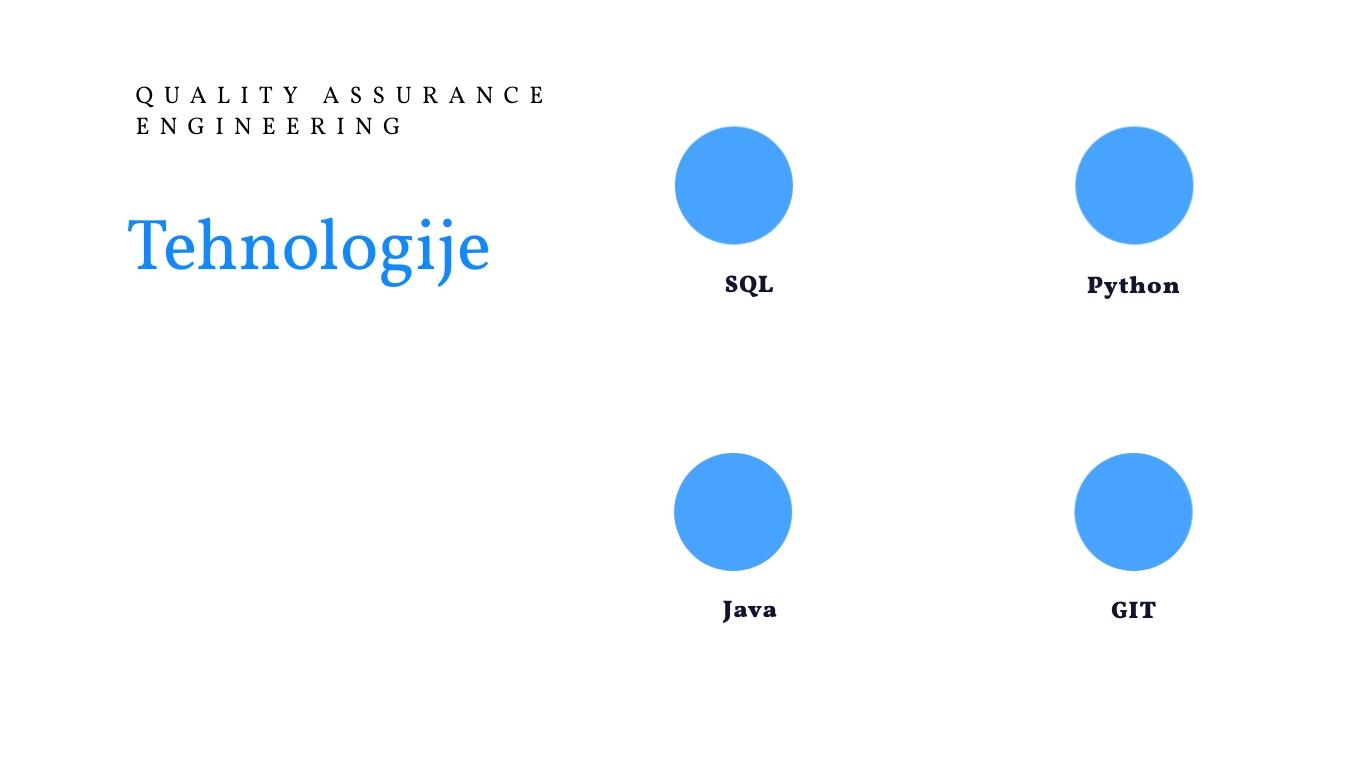 QUALITY ASSURANCE
ENGINEERING
Tehnologije
SQL
Python
Java
GIT